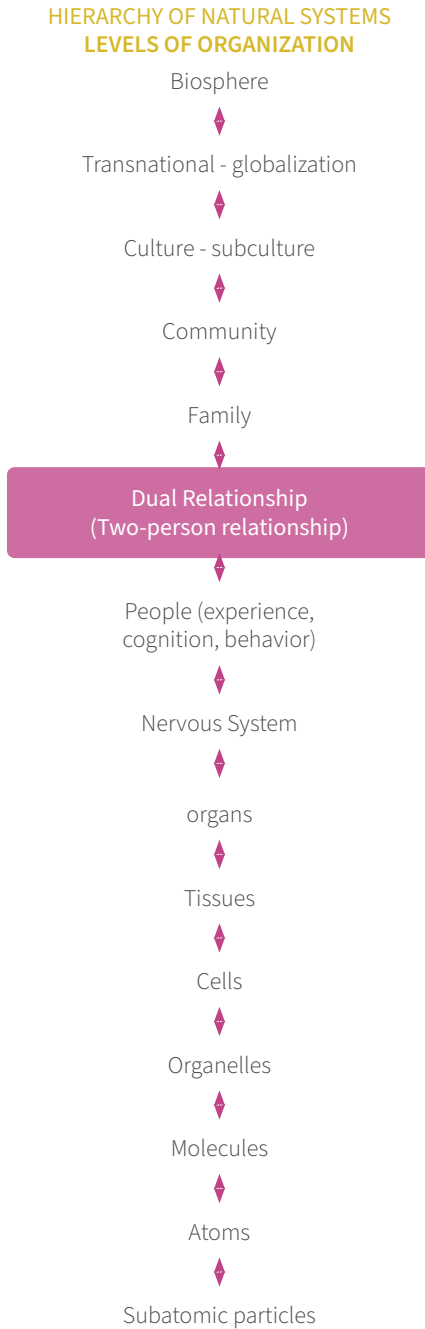 HIERARCHY OF NATURAL SYSTEMS
LEVELS OF ORGANIZATION
Biosphere
Transnational - globalization
Culture - subculture
Community
Family
Dual Relationship
(Two-person relationship)
People (experience,
cognition, behavior)
Nervous System
organs
Tissues
Cells
Organelles
Molecules
Atoms
Subatomic particles